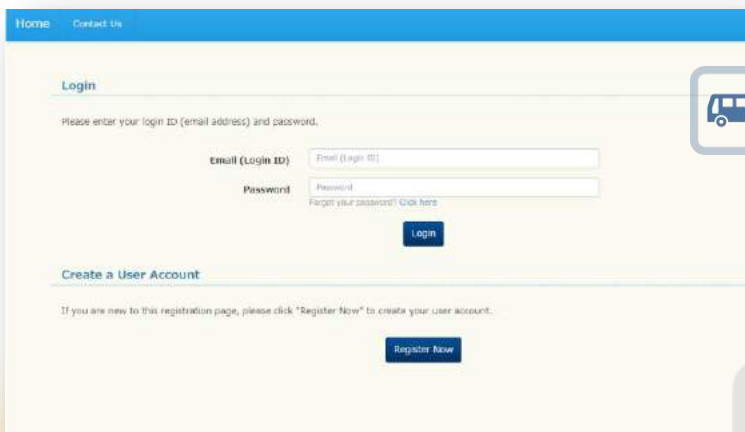 Home Contact Us
Login
Please enter your login ID (email address) and password.
Email (Login ID) Email (Login ID)
Password Password
Forgot your password? Click here
Login
Create a User Account
If you are new to this registration page, please click "Register Now" to create your user account.
Register Now